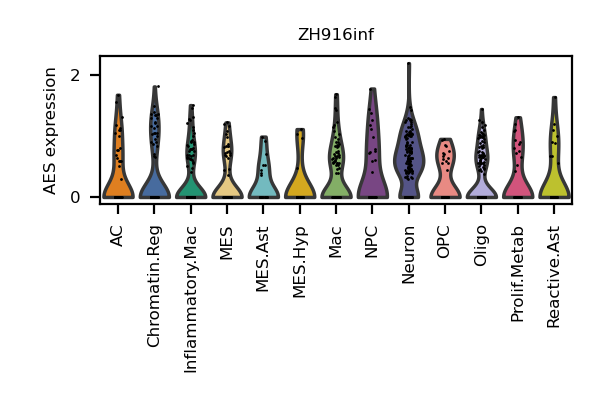 ZH916inf
AES expression
2
0
AC
Chromatin.Reg
Inflammatory.Mac
MES
MES.Ast
MES.Hyp
Mac
NPC
Neuron
OPC
Oligo
Prolif.Metab
Reactive.Ast